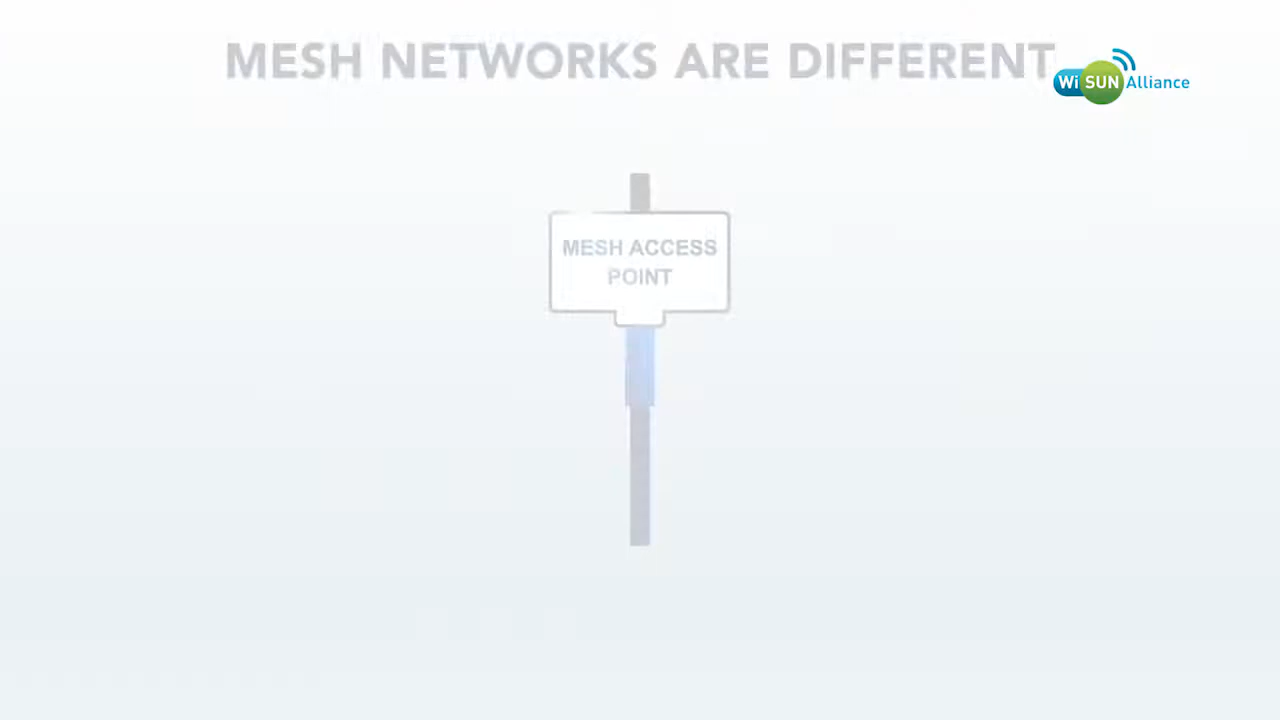 MESH NETWORKS ARE DIFFERENT
Wi SUN Alliance
MESH ACCESS
POINT